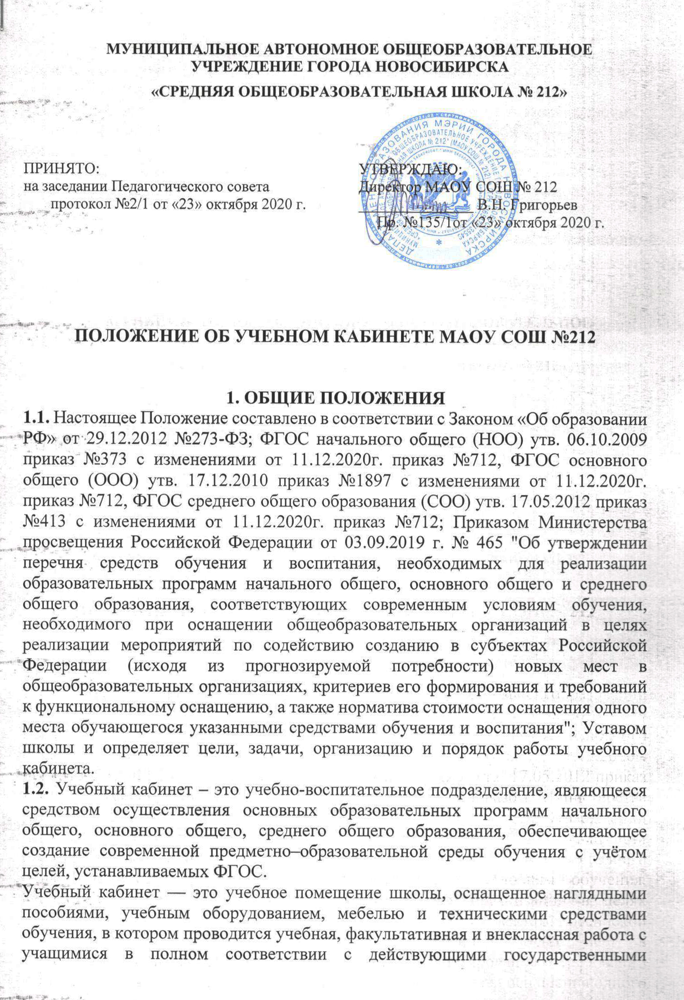 МУНИЦИПАЛЬНОЕ АВТОНОМНОЕ ОБЩЕОБРАЗОВАТЕЛЬНОЕ
УЧРЕЖДЕНИЕ ГОРОДА НОВОСИБИРСКА
«СРЕДНЯЯ ОБЩЕОБРАЗОВАТЕЛЬНАЯ ШКОЛА № 212»
ПРИНЯТО:
на заседании Педагогического совета
протокол №2/1 от «23» октября 2020 г.
УТВЕРЖДАЮ:
Директор МАОУ СОШ № 212
В.Н. Григорьев
Пр. №135/1от «23» октября 2020 г.
ПОЛОЖЕНИЕ ОБ УЧЕБНОМ КАБИНЕТЕ МАОУ СОШ №212
1. ОБЩИЕ ПОЛОЖЕНИЯ
1.1. Настоящее Положение составлено в соответствии с Законом «Об образовании
РФ» от 29.12.2012 №273-ФЗ; ФГОС начального общего (НОО) утв. 06.10.2009
приказ №373 с изменениями от 11.12.2020г. приказ №712, ФГОС основного
общего (ООО) утв. 17.12.2010 приказ №1897 с изменениями от 11.12.2020г.
приказ №712, ФГОС среднего общего образования (СОО) утв. 17.05.2012 приказ
№413 с изменениями от 11.12.2020г. приказ №712; Приказом Министерства
просвещения Российской Федерации от 03.09.2019 г. № 465 "Об утверждении
перечня средств обучения и воспитания, необходимых для реализации
образовательных программ начального общего, основного общего и среднего
общего образования, соответствующих современным условиям обучения,
необходимого при оснащении общеобразовательных организаций в целях
реализации мероприятий по содействию созданию в субъектах Российской
Федерации (исходя из прогнозируемой потребности) новых мест в
общеобразовательных организациях, критериев его формирования и требований
к функциональному оснащению, а также норматива стоимости оснащения одного
места обучающегося указанными средствами обучения и воспитания"; Уставом
школы и определяет цели, задачи, организацию и порядок работы учебного
кабинета.
1.2. Учебный кабинет – это учебно-воспитательное подразделение, являющееся
средством осуществления основных образовательных программ начального
общего, основного общего, среднего общего образования, обеспечивающее
создание современной предметно–образовательной среды обучения с учётом
целей, устанавливаемых ФГОС.
Учебный кабинет — это учебное помещение школы, оснащенное наглядными
пособиями, учебным оборудованием, мебелью и техническими средствами
обучения, в котором проводится учебная, факультативная и внеклассная работа с
учащимися в полном соответствии с действующими государственными